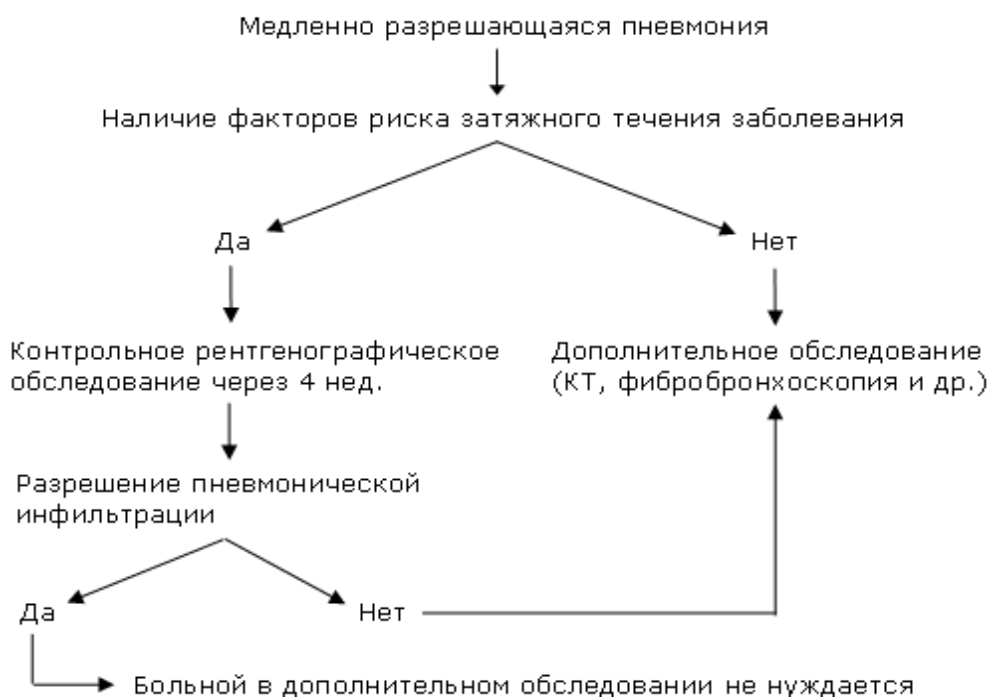 Медленно разрешающаяся пневмония
Наличие факторов риска затяжного течения заболевания
Да
Нет
Контрольное рентгенографическое
обследование через 4 нед.
Дополнительное обследование
(КТ, фибробронхоскопия и др.)
Разрешение пневмонической
инфильтрации
Да
Нет
Больной в дополнительном обследовании не нуждается